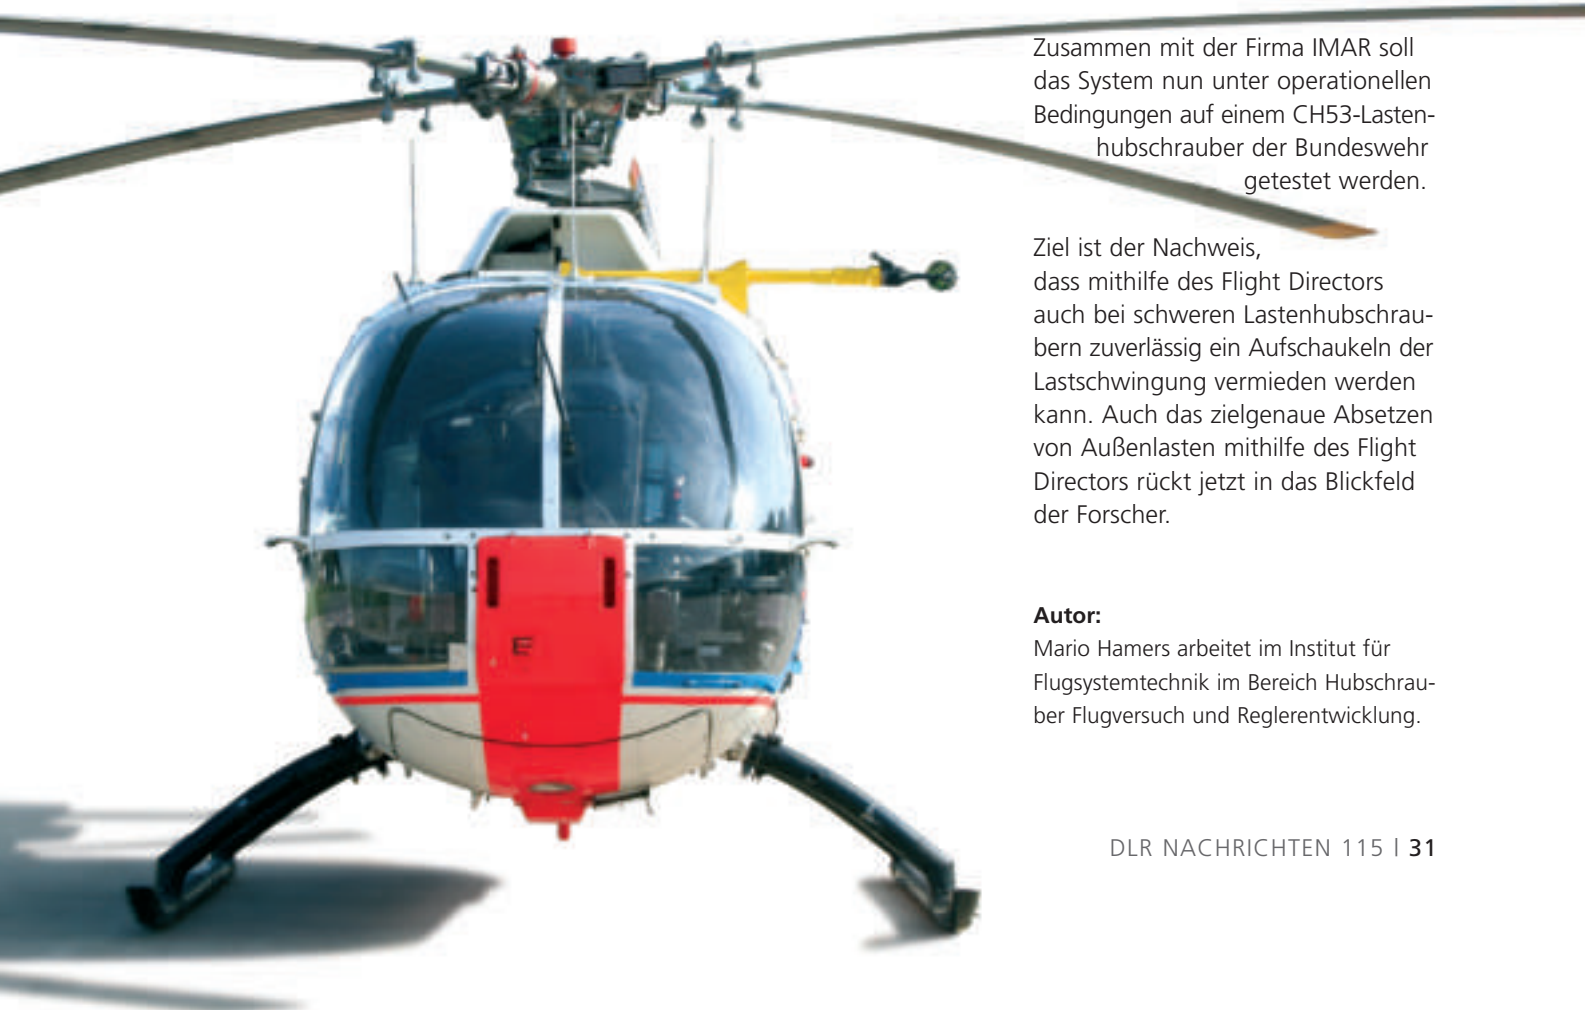 Zusammen mit der Firma IMAR soll
das System nun unter operationellen
Bedingungen auf einem CH53-Lasten-
hubschrauber der Bundeswehr
getestet werden.
Ziel ist der Nachweis,
dass mithilfe des Flight Directors
auch bei schweren Lastenhubschrau-
bern zuverlässig ein Aufschaukeln der
Lastschwingung vermieden werden
kann. Auch das zielgenaue Absetzen
von Außenlasten mithilfe des Flight
Directors rückt jetzt in das Blickfeld
der Forscher.
Autor:
Mario Hamers arbeitet im Institut für
Flugsystemtechnik im Bereich Hubschrau-
ber Flugversuch und Reglerentwicklung.
DLR NACHRICHTEN 115 | 31
E